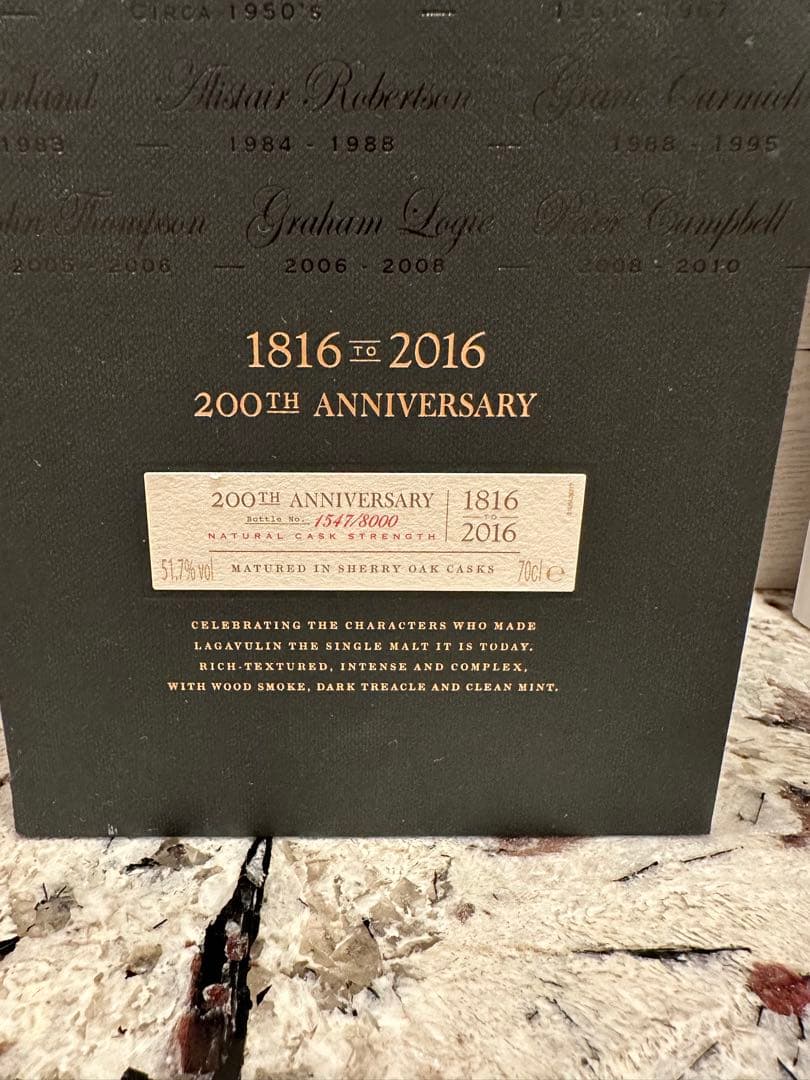 CIRCA 1950'S —
Alistair Robertson
1983 — 1984 - 1988 — 1988 - 1995
Thompson Graham Logie Peter Campbell
2005 - 2006 — 2006 - 2008 — 2008 - 2010 —
1816 TO 2016
200TH ANNIVERSARY
200TH ANNIVERSARY
Bottle No. 1547/8000
NATURAL CASK STRENGTH
1816
TO
2016
51.7% vol MATURED IN SHERRY OAK CASKS 70cl e
CELEBRATING THE CHARACTERS WHO MADE
LAGAVULIN THE SINGLE MALT IT IS TODAY.
RICH-TEXTURED, INTENSE AND COMPLEX,
WITH WOOD SMOKE, DARK TREACLE AND CLEAN MINT.